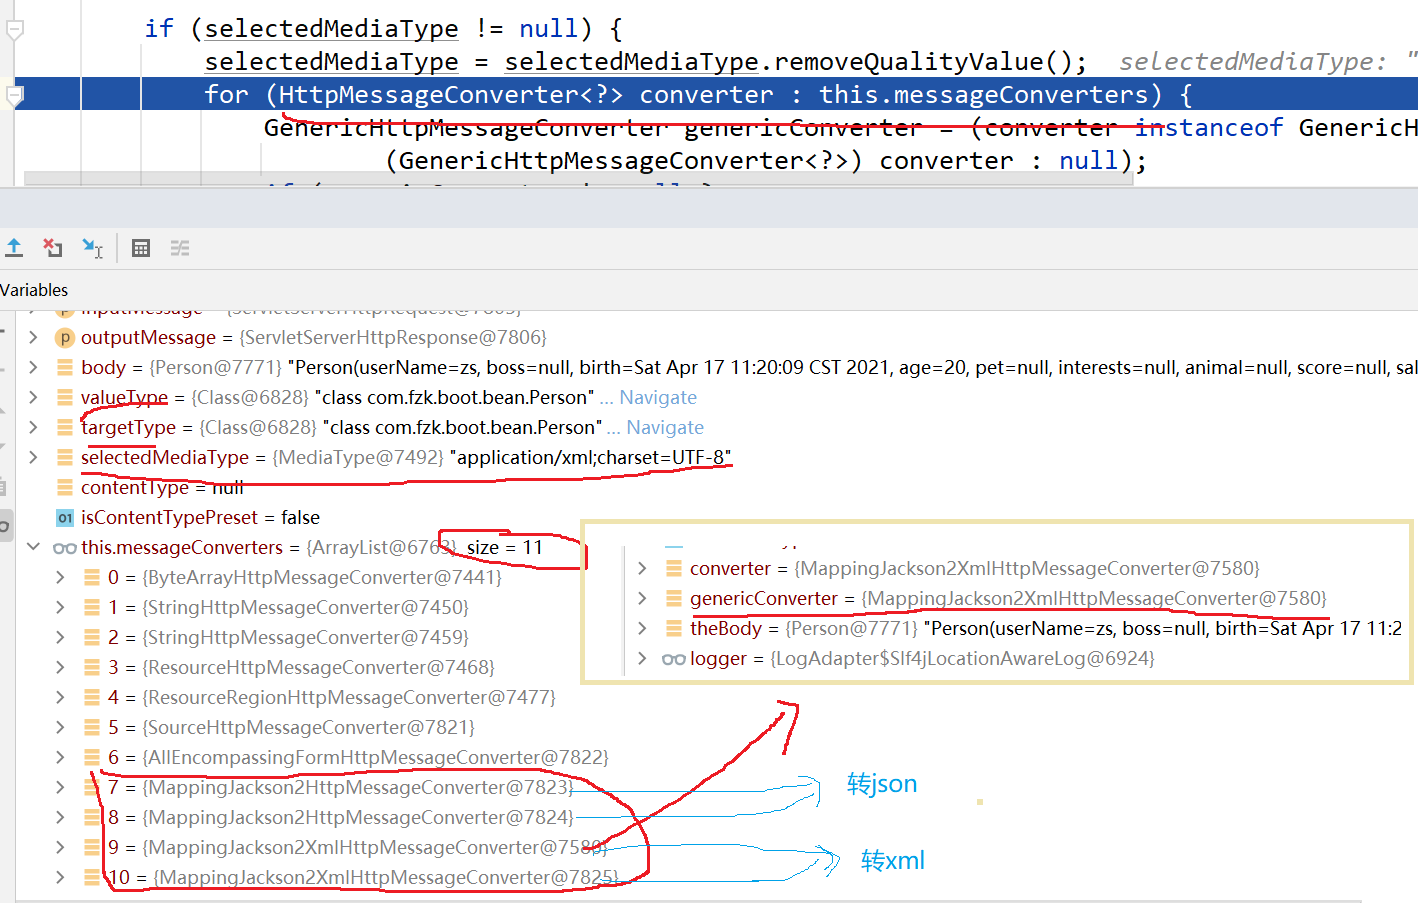 if (selectedMediaType != null) {
selectedMediaType = selectedMediaType.removeQualityValue(); selectedMediaType: "
for (HttpMessageConverter<?> converter : this.messageConverters) {
GenericHttpMessageConverter genericConverter = (converter instanceof GenericH
(GenericHttpMessageConverter<?>) converter : null);
Variables
inputMessage = {ServletServerHttpRequest@7805}
outputMessage = {ServletServerHttpResponse@7806}
body = {Person@7771} "Person(userName=zs, boss=null, birth=Sat Apr 17 11:20:09 CST 2021, age=20, pet=null, interests=null, animal=null, score=null, sal
valueType = {Class@6828} "class com.fzk.boot.bean.Person" ... Navigate
targetType = {Class@6828} "class com.fzk.boot.bean.Person" ... Navigate
selectedMediaType = {MediaType@7492} "application/xml;charset=UTF-8"
contentType = null
isContentTypePreset = false
this.messageConverters = {ArrayList@6763} size = 11
0 = {ByteArrayHttpMessageConverter@7441}
1 = {StringHttpMessageConverter@7450}
2 = {StringHttpMessageConverter@7459}
3 = {ResourceHttpMessageConverter@7468}
4 = {ResourceRegionHttpMessageConverter@7477}
5 = {SourceHttpMessageConverter@7821}
6 = {AllEncompassingFormHttpMessageConverter@7822}
7 = {MappingJackson2HttpMessageConverter@7823}
8 = {MappingJackson2HttpMessageConverter@7824}
9 = {MappingJackson2XmlHttpMessageConverter@7580}
10 = {MappingJackson2XmlHttpMessageConverter@7825}
converter = {MappingJackson2XmlHttpMessageConverter@7580}
genericConverter = {MappingJackson2XmlHttpMessageConverter@7580}
theBody = {Person@7771} "Person(userName=zs, boss=null, birth=Sat Apr 17 11:2
logger = {LogAdapter$Slf4jLocationAwareLog@6924}
转json
转xml